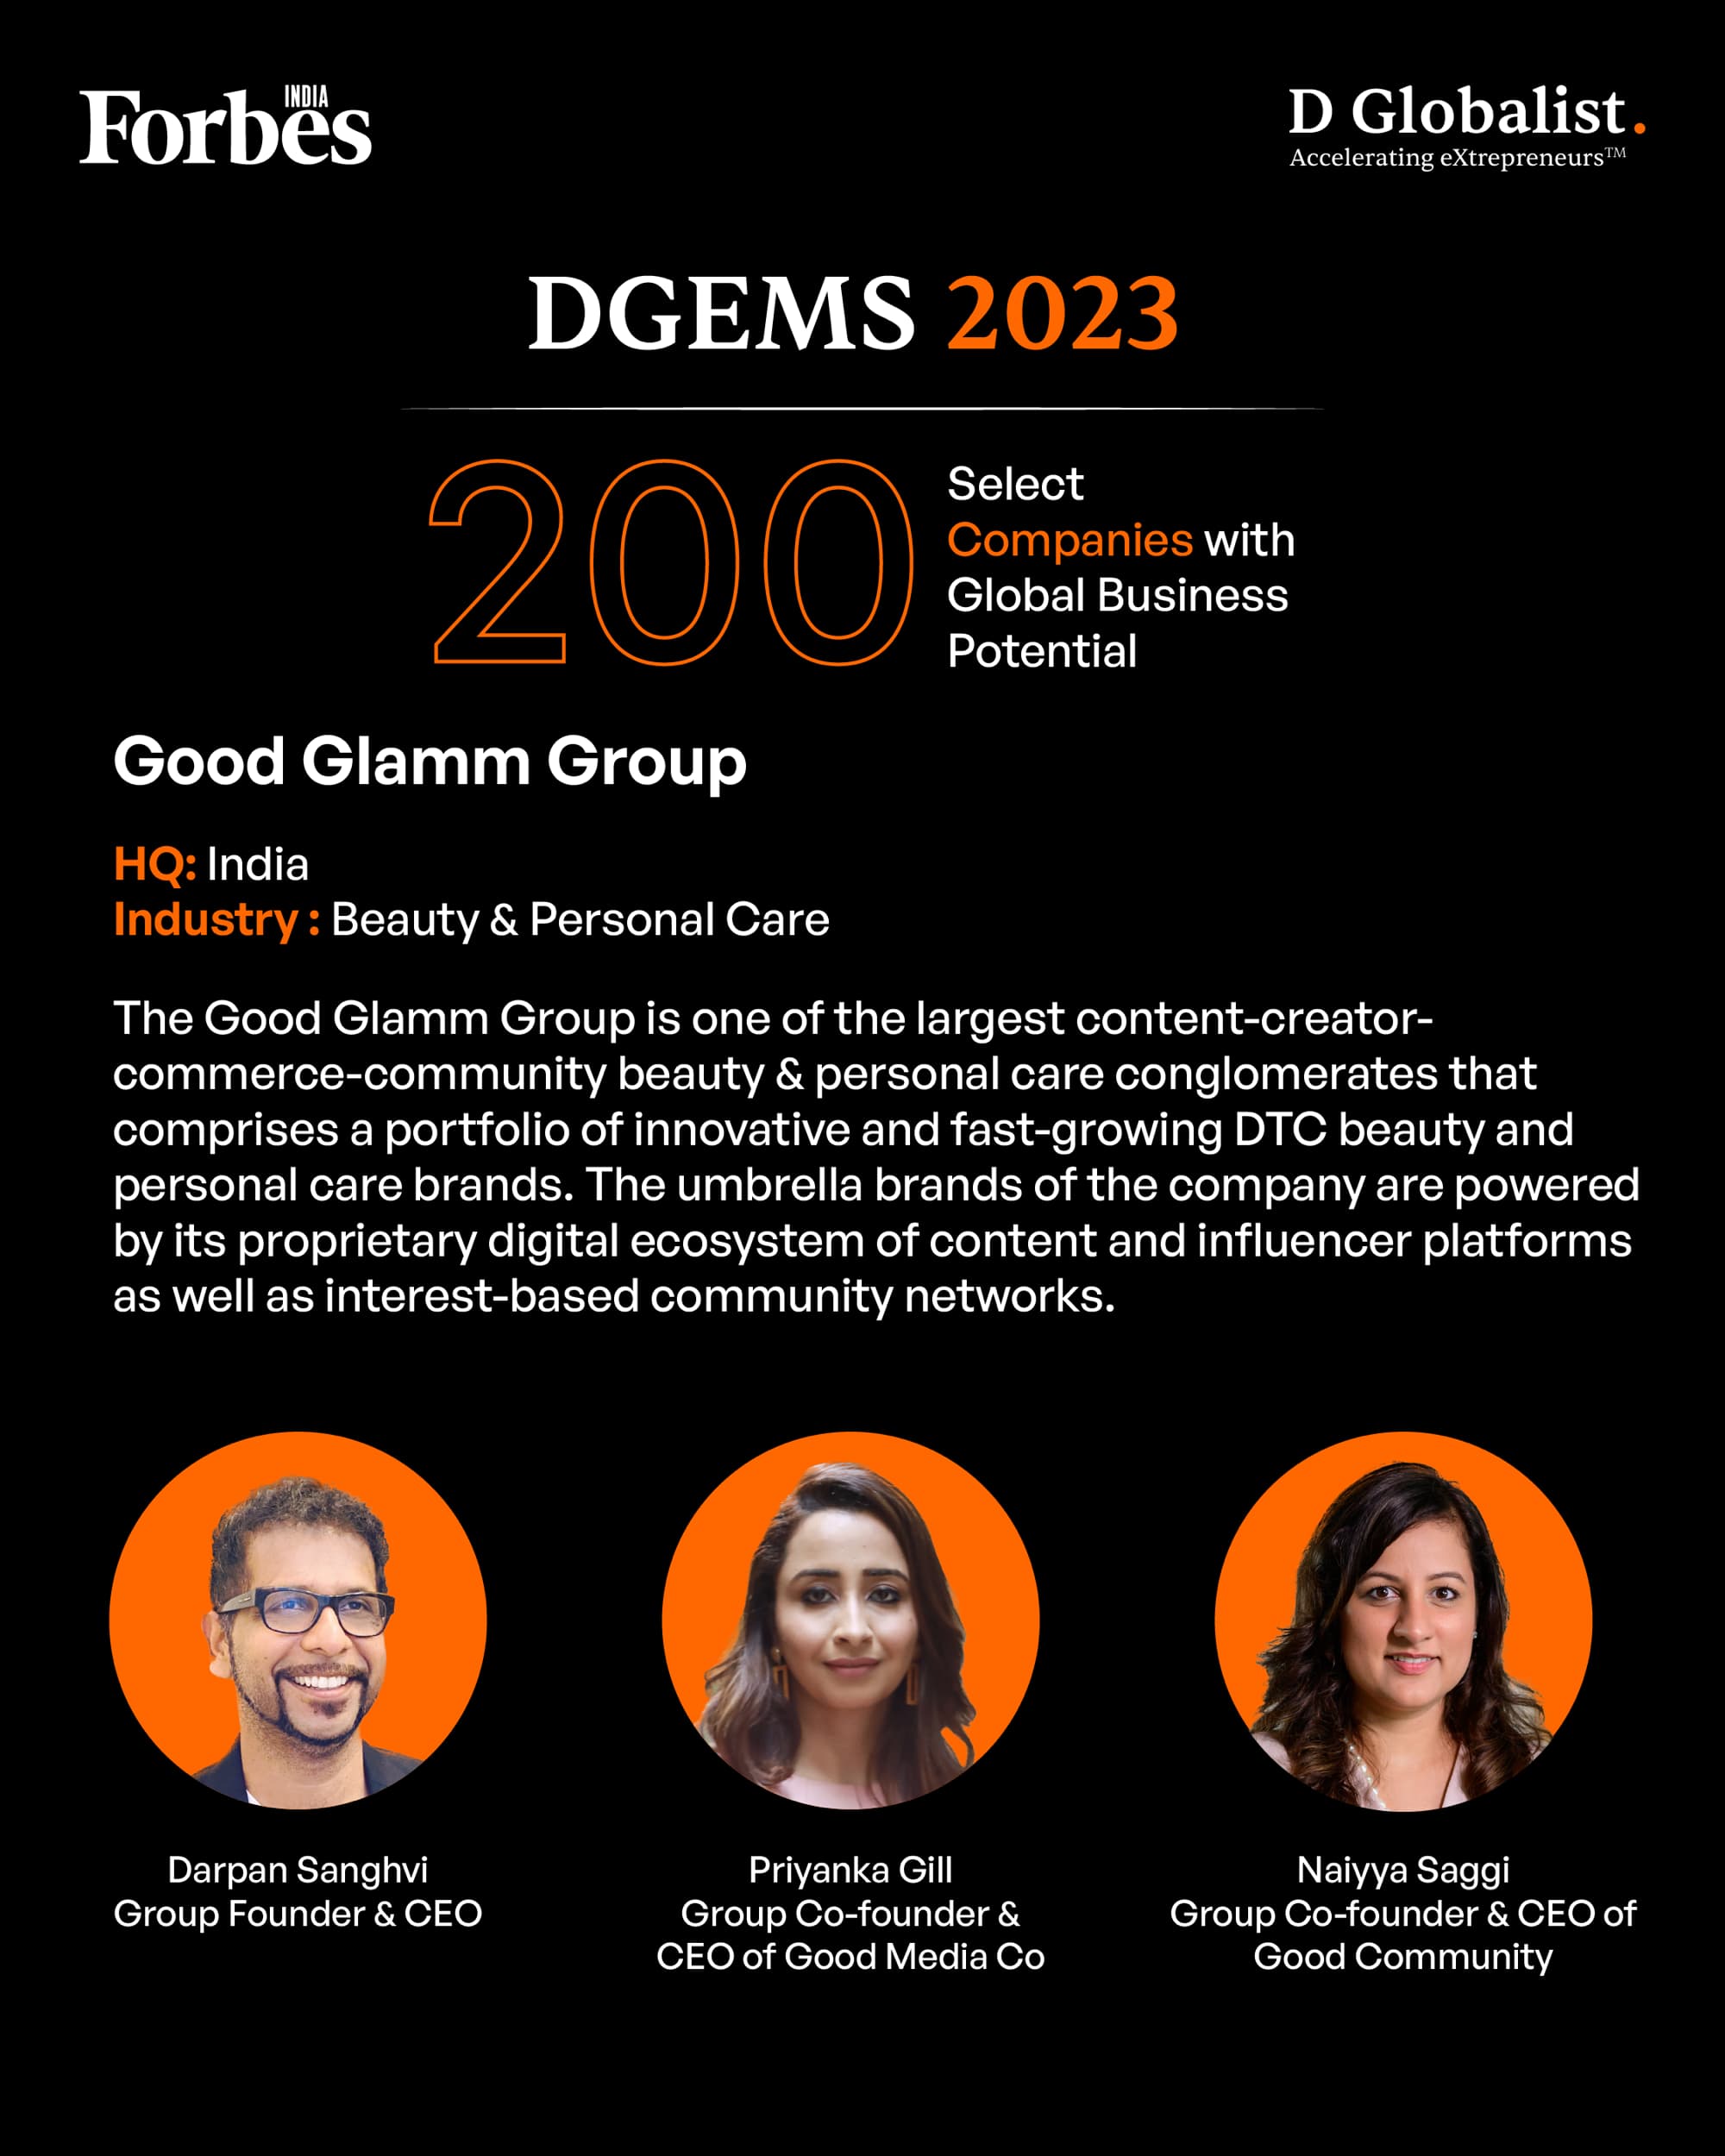 Forbes INDIA
D Globalist.
Accelerating eXtrepreneurs™
DGEMS 2023
200
Select
Companies with
Global Business
Potential
Good Glamm Group
HQ: India
Industry : Beauty & Personal Care
The Good Glamm Group is one of the largest content-creator-
commerce-community beauty & personal care conglomerates that
comprises a portfolio of innovative and fast-growing DTC beauty and
personal care brands. The umbrella brands of the company are powered
by its proprietary digital ecosystem of content and influencer platforms
as well as interest-based community networks.
Darpan Sanghvi
Group Founder & CEO
Priyanka Gill
Group Co-founder &
CEO of Good Media Co
Naiyya Saggi
Group Co-founder & CEO of
Good Community